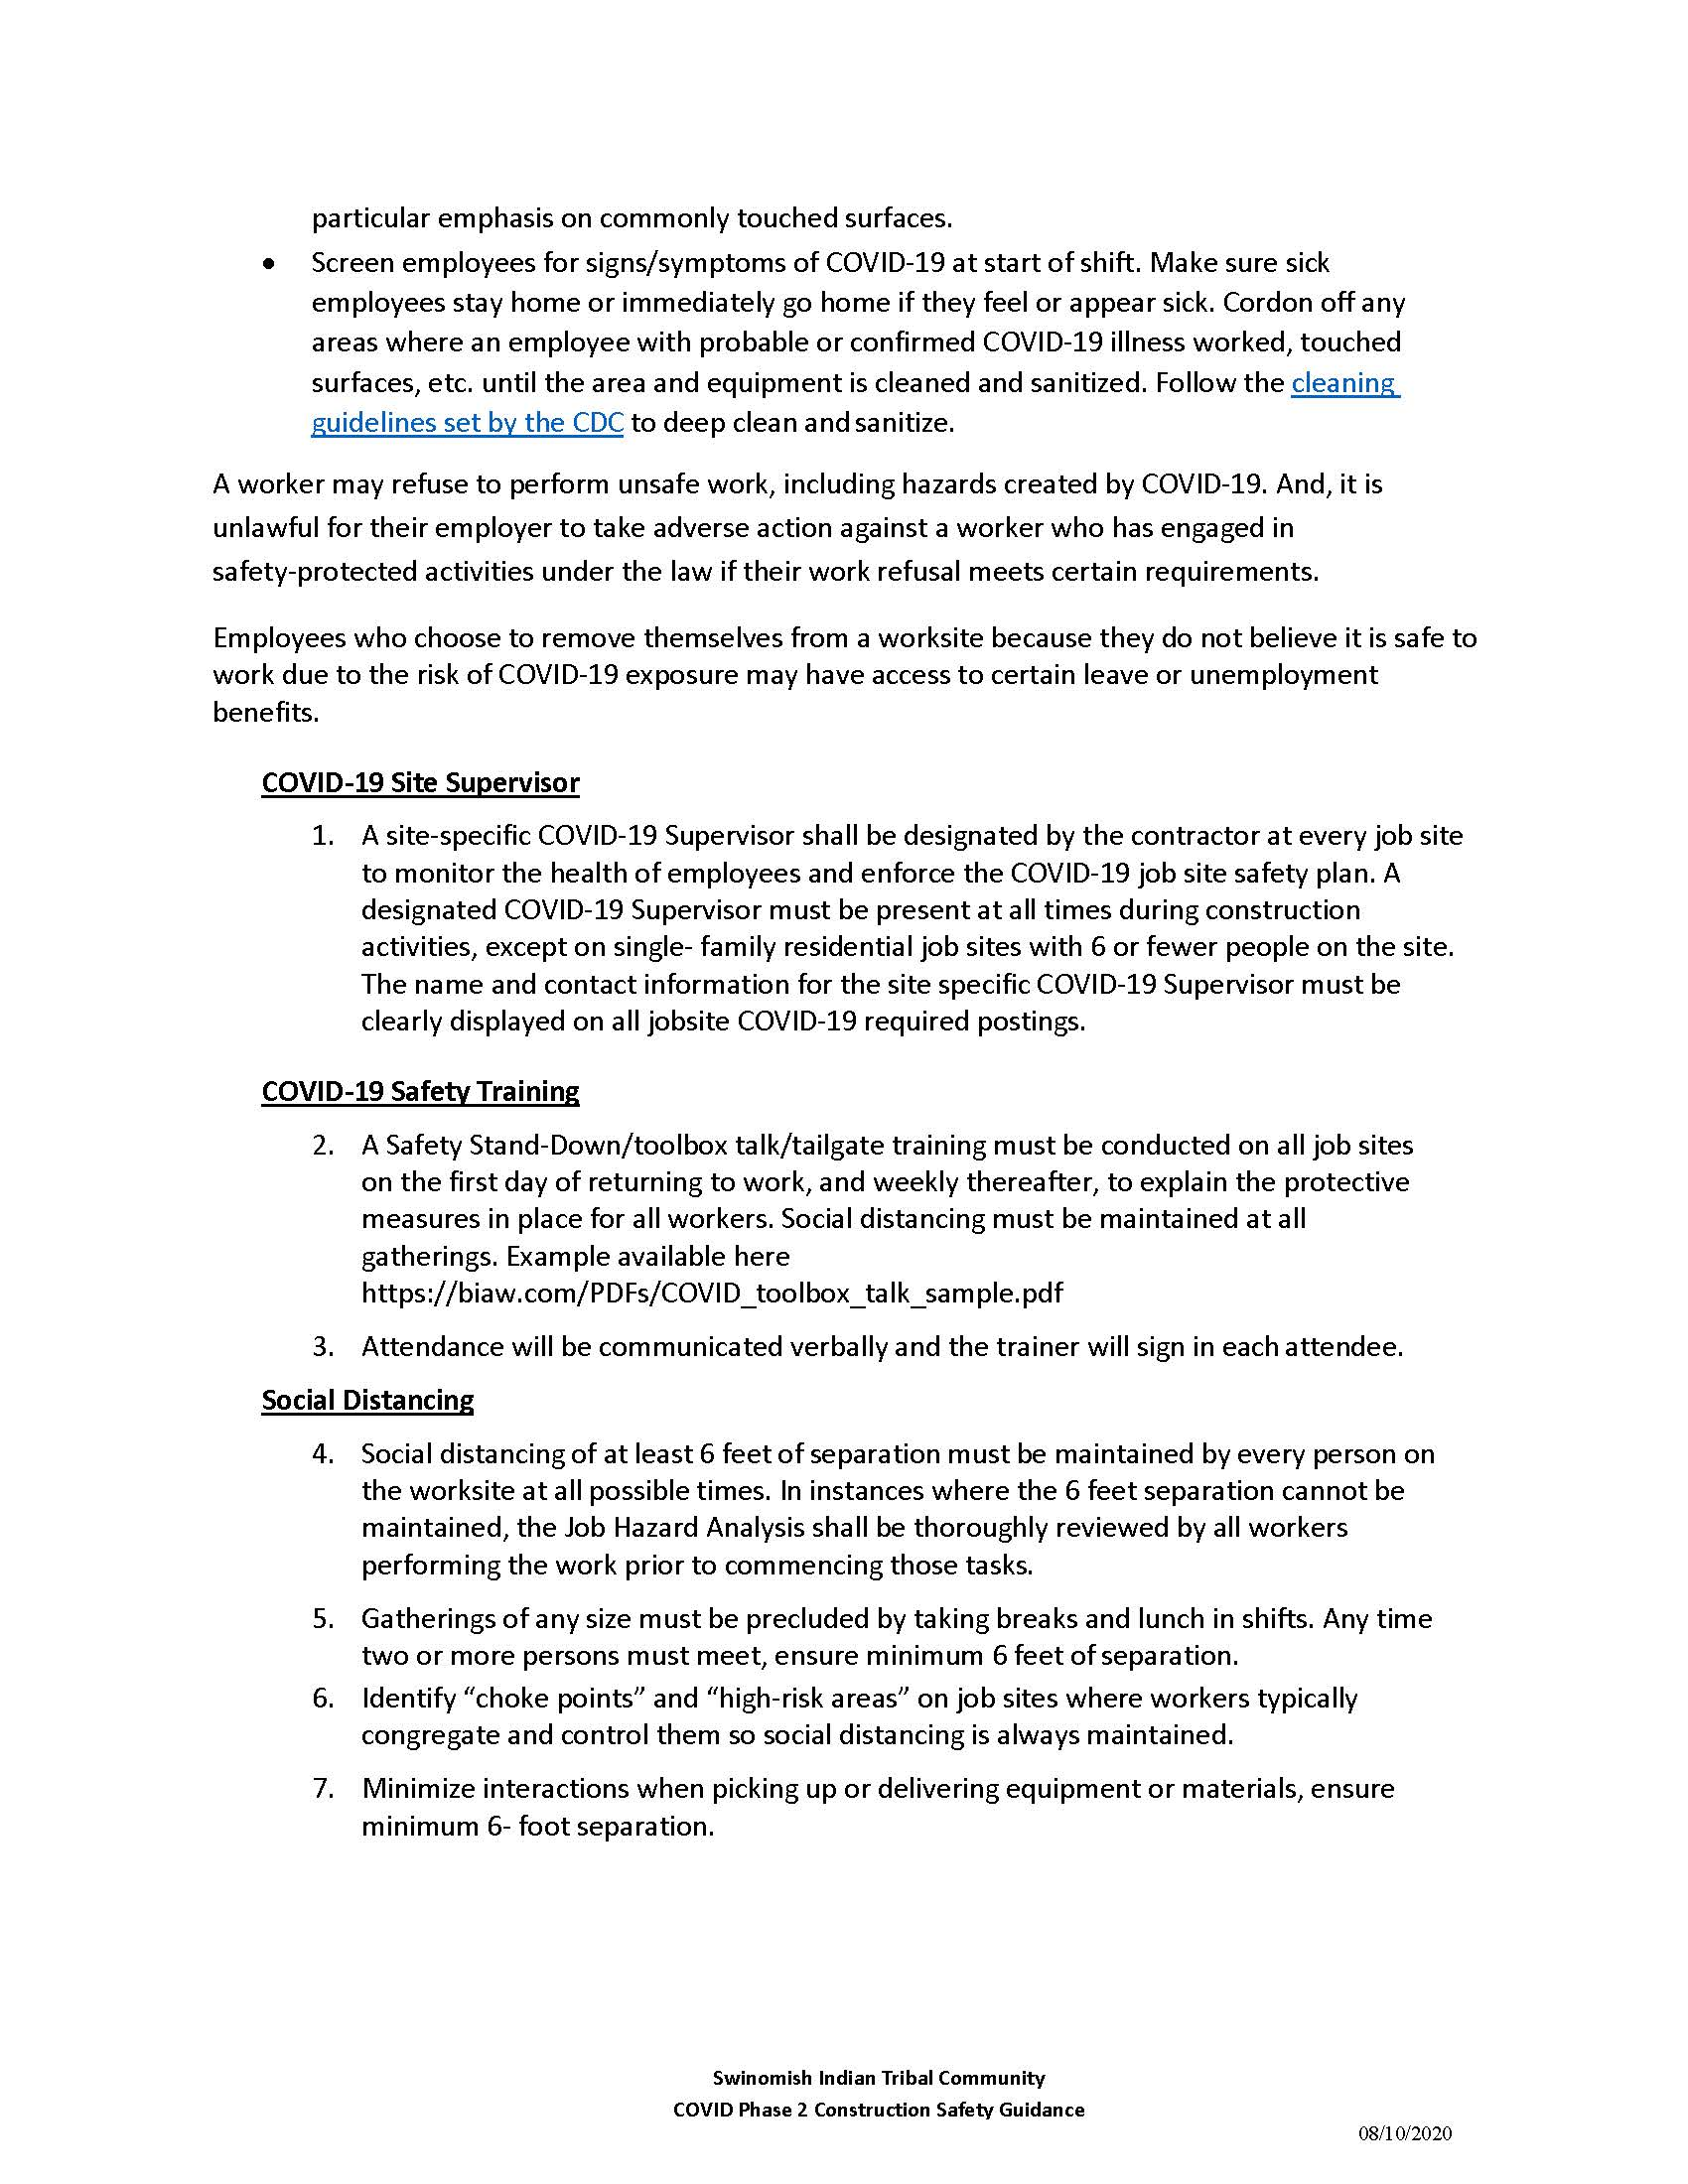 particular emphasis on commonly touched surfaces.
• Screen employees for signs/symptoms of COVID-19 at start of shift. Make sure sick
employees stay home or immediately go home if they feel or appear sick. Cordon off any
areas where an employee with probable or confirmed COVID-19 illness worked, touched
surfaces, etc. until the area and equipment is cleaned and sanitized. Follow the cleaning
guidelines set by the CDC to deep clean and sanitize.
A worker may refuse to perform unsafe work, including hazards created by COVID-19. And, it is
unlawful for their employer to take adverse action against a worker who has engaged in
safety-protected activities under the law if their work refusal meets certain requirements.
Employees who choose to remove themselves from a worksite because they do not believe it is safe to
work due to the risk of COVID-19 exposure may have access to certain leave or unemployment
benefits.
COVID-19 Site Supervisor
1. A site-specific COVID-19 Supervisor shall be designated by the contractor at every job site
to monitor the health of employees and enforce the COVID-19 job site safety plan. A
designated COVID-19 Supervisor must be present at all times during construction
activities, except on single- family residential job sites with 6 or fewer people on the site.
The name and contact information for the site specific COVID-19 Supervisor must be
clearly displayed on all jobsite COVID-19 required postings.
COVID-19 Safety Training
2. A Safety Stand-Down/toolbox talk/tailgate training must be conducted on all job sites
on the first day of returning to work, and weekly thereafter, to explain the protective
measures in place for all workers. Social distancing must be maintained at all
gatherings. Example available here
https://biaw.com/PDFs/COVID_toolbox_talk_sample.pdf
3. Attendance will be communicated verbally and the trainer will sign in each attendee.
Social Distancing
4. Social distancing of at least 6 feet of separation must be maintained by every person on
the worksite at all possible times. In instances where the 6 feet separation cannot be
maintained, the Job Hazard Analysis shall be thoroughly reviewed by all workers
performing the work prior to commencing those tasks.
5. Gatherings of any size must be precluded by taking breaks and lunch in shifts. Any time
two or more persons must meet, ensure minimum 6 feet of separation.
6. Identify “choke points” and “high-risk areas” on job sites where workers typically
congregate and control them so social distancing is always maintained.
7. Minimize interactions when picking up or delivering equipment or materials, ensure
minimum 6- foot separation.
Swinomish Indian Tribal Community
COVID Phase 2 Construction Safety Guidance
08/10/2020